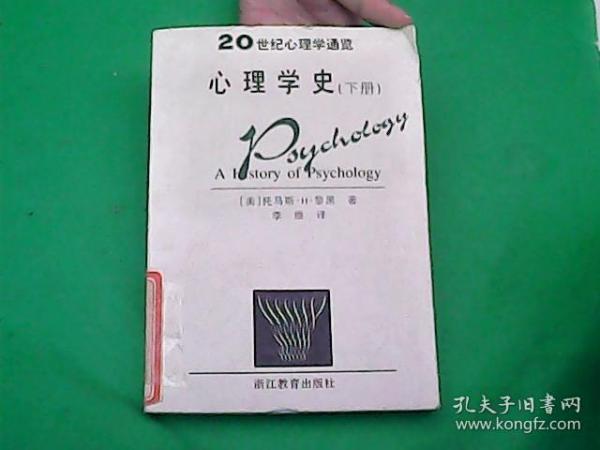 20世纪心理学通览
心理学史(下册)
Psychology
A History of Psychology
[美]托马斯·H·黎黑 著
李维 译
浙江教育出版社
孔夫子旧书网
www.kongfz.com